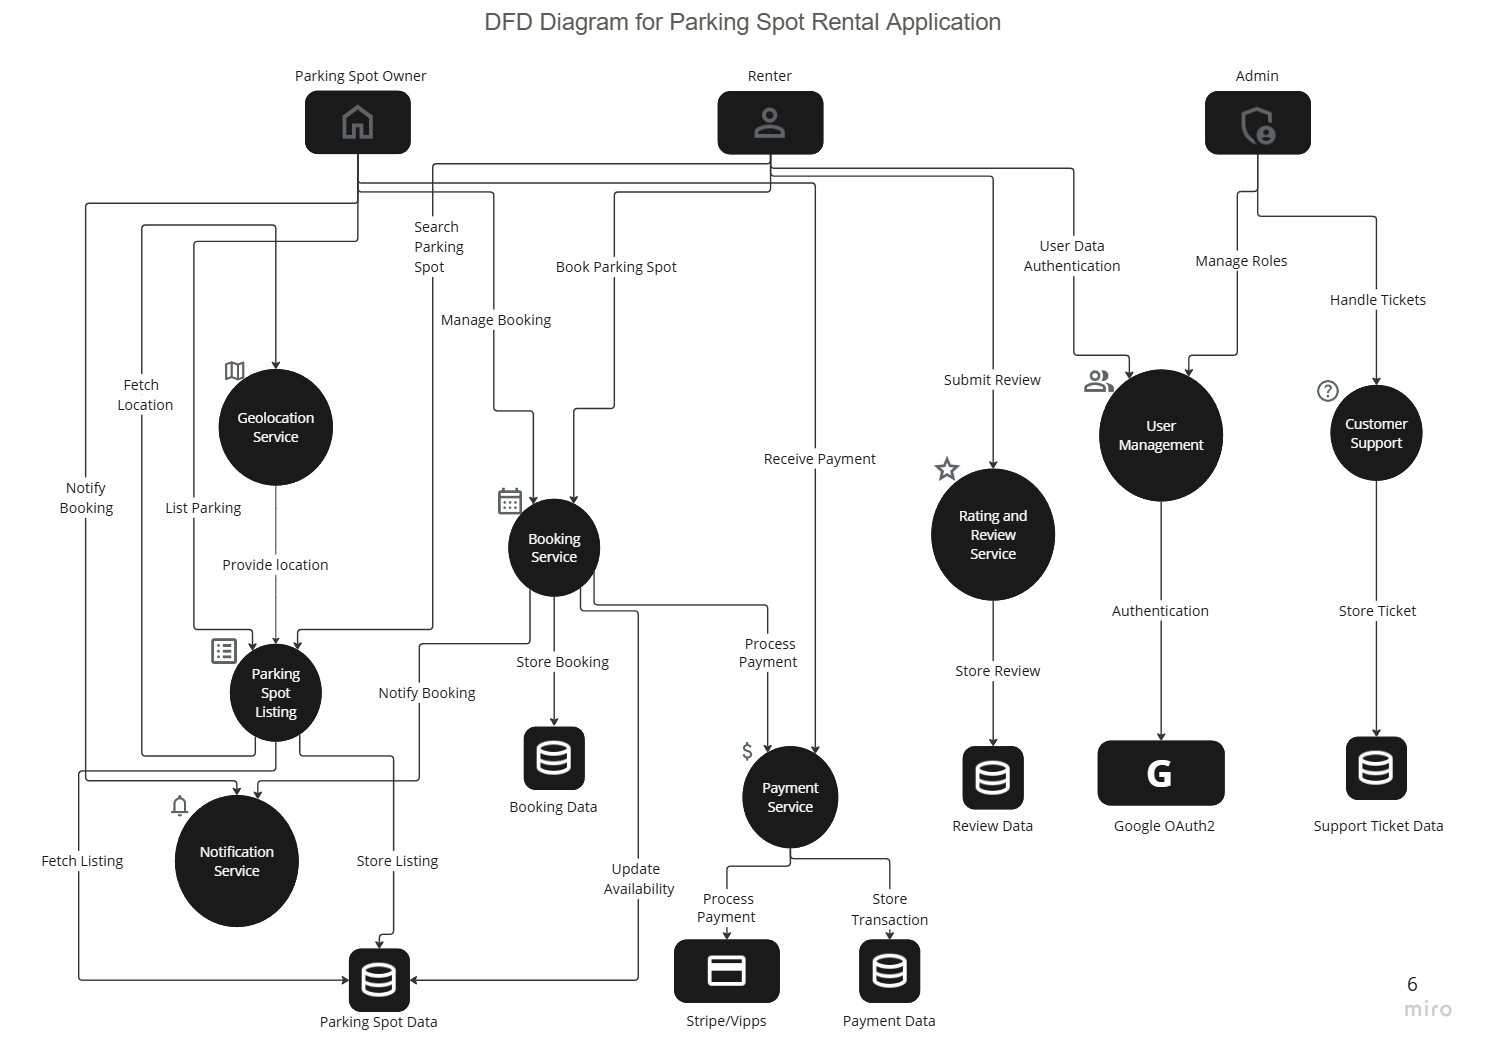 DFD Diagram for Parking Spot Rental Application
Parking Spot Owner
Renter
Admin
Search
Parking
Spot
User Data
Authentication
Manage Roles
Book Parking Spot
Handle Tickets
Manage Booking
Fetch
Location
Submit Review
Geolocation
Service
User
Management
?
Customer
Support
Receive Payment
Notify
Booking
List Parking
Rating and
Review
Service
Booking
Service
Provide location
Authentication
Store Ticket
Process
Payment
Store Booking
Store Review
Parking
Spot
Listing
Notify Booking
$
Payment
Service
G
Booking Data
Review Data
Google OAuth2
Support Ticket Data
Notification
Service
Fetch Listing
Store Listing
Update
Availability
Process
Payment
Store
Transaction
Parking Spot Data
Stripe/Vipps
Payment Data
6
miro